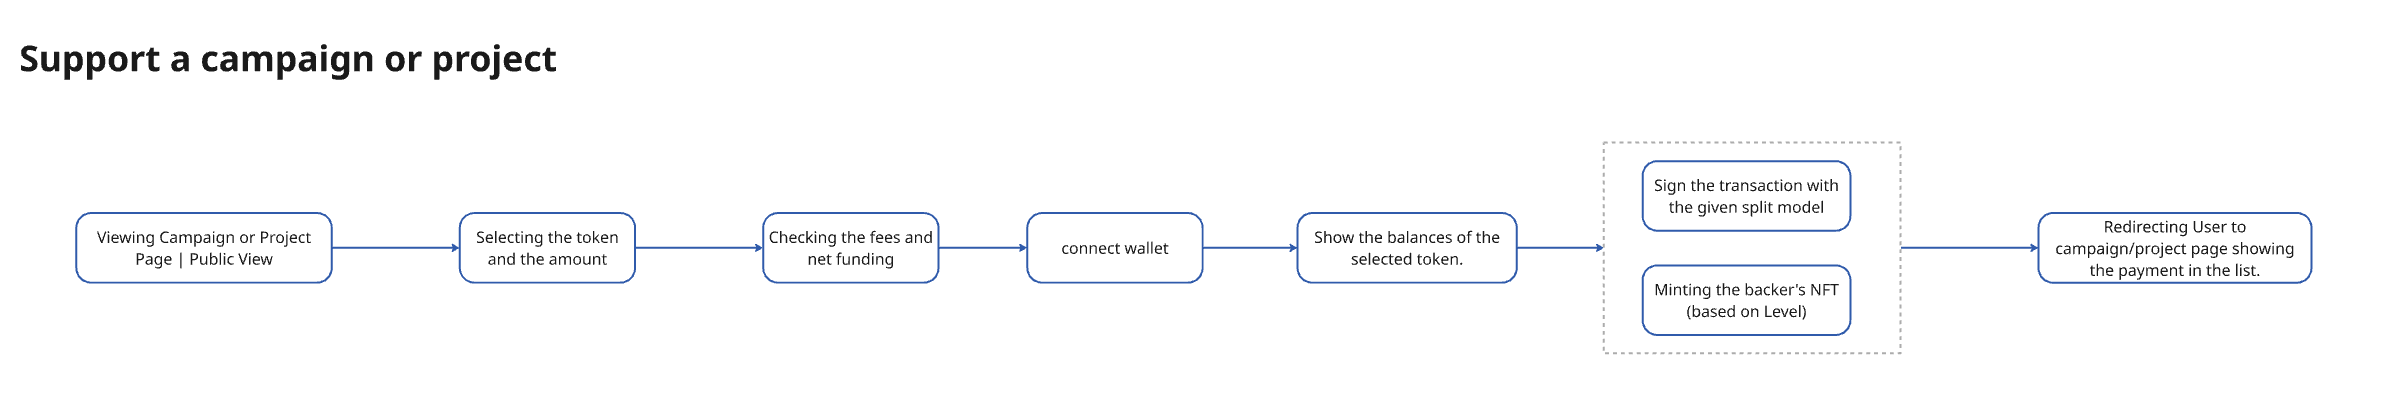 Support a campaign or project
Viewing Campaign or Project
Page | Public View
Selecting the token
and the amount
Checking the fees and
net funding
connect wallet
Show the balances of the
selected token.
Sign the transaction with
the given split model
Minting the backer's NFT
(based on Level)
Redirecting User to
campaign/project page showing
the payment in the list.